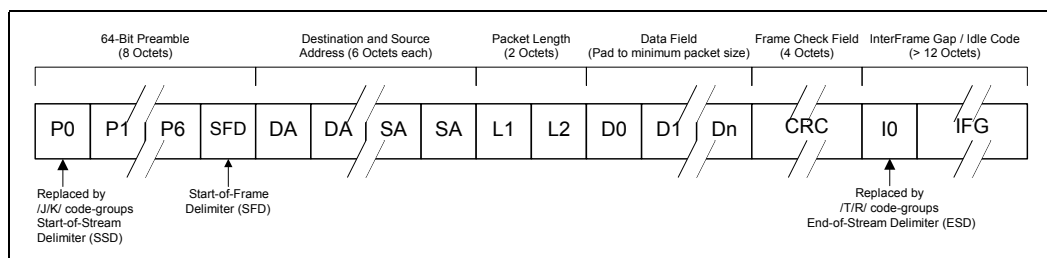 64-Bit Preamble
(8 Octets)
Destination and Source
Address (6 Octets each)
Packet Length
(2 Octets)
Data Field
(Pad to minimum packet size)
Frame Check Field
(4 Octets)
InterFrame Gap / Idle Code
(> 12 Octets)
P0 P1 P6 SFD DA DA SA SA L1 L2 D0 D1 Dn CRC I0 IFG
Replaced by
/J/K/ code-groups
Start-of-Stream
Delimiter (SSD)
Start-of-Frame
Delimiter (SFD)
Replaced by
/T/R/ code-groups
End-of-Stream Delimiter (ESD)